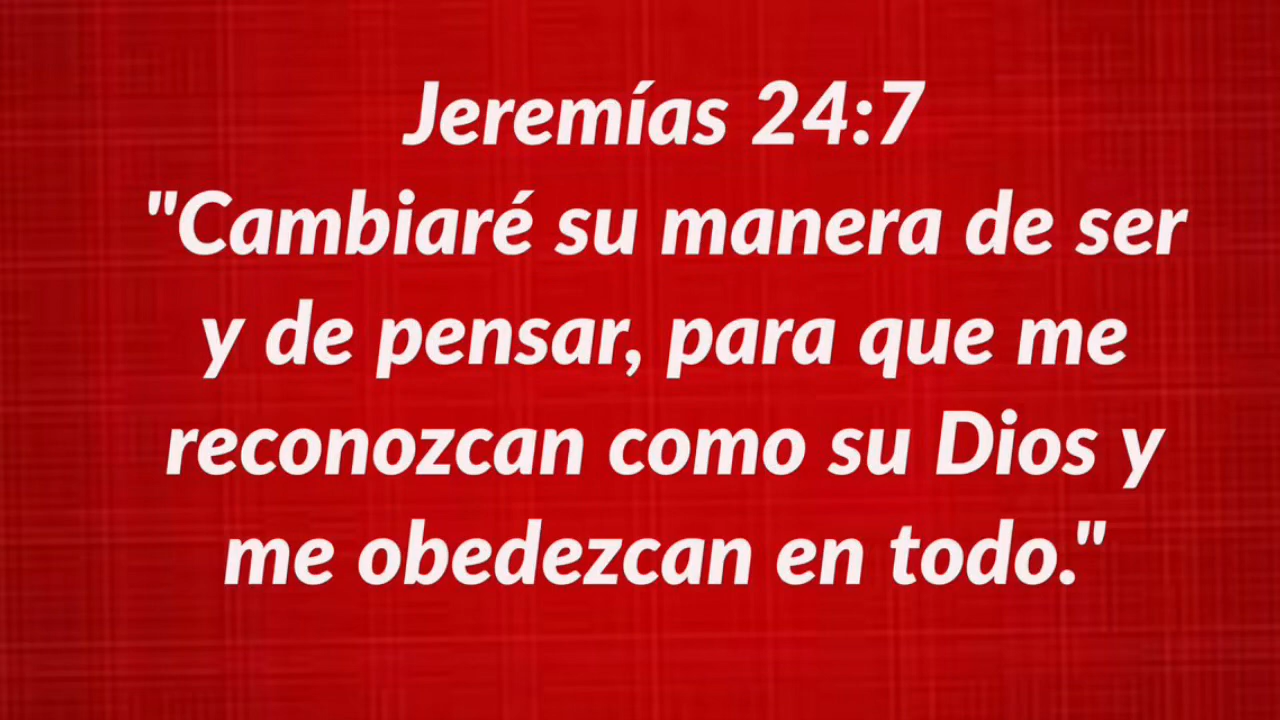 Jeremías 24:7
"Cambiaré su manera de ser
y de pensar, para que me
reconozcan como su Dios y
me obedezcan en todo."